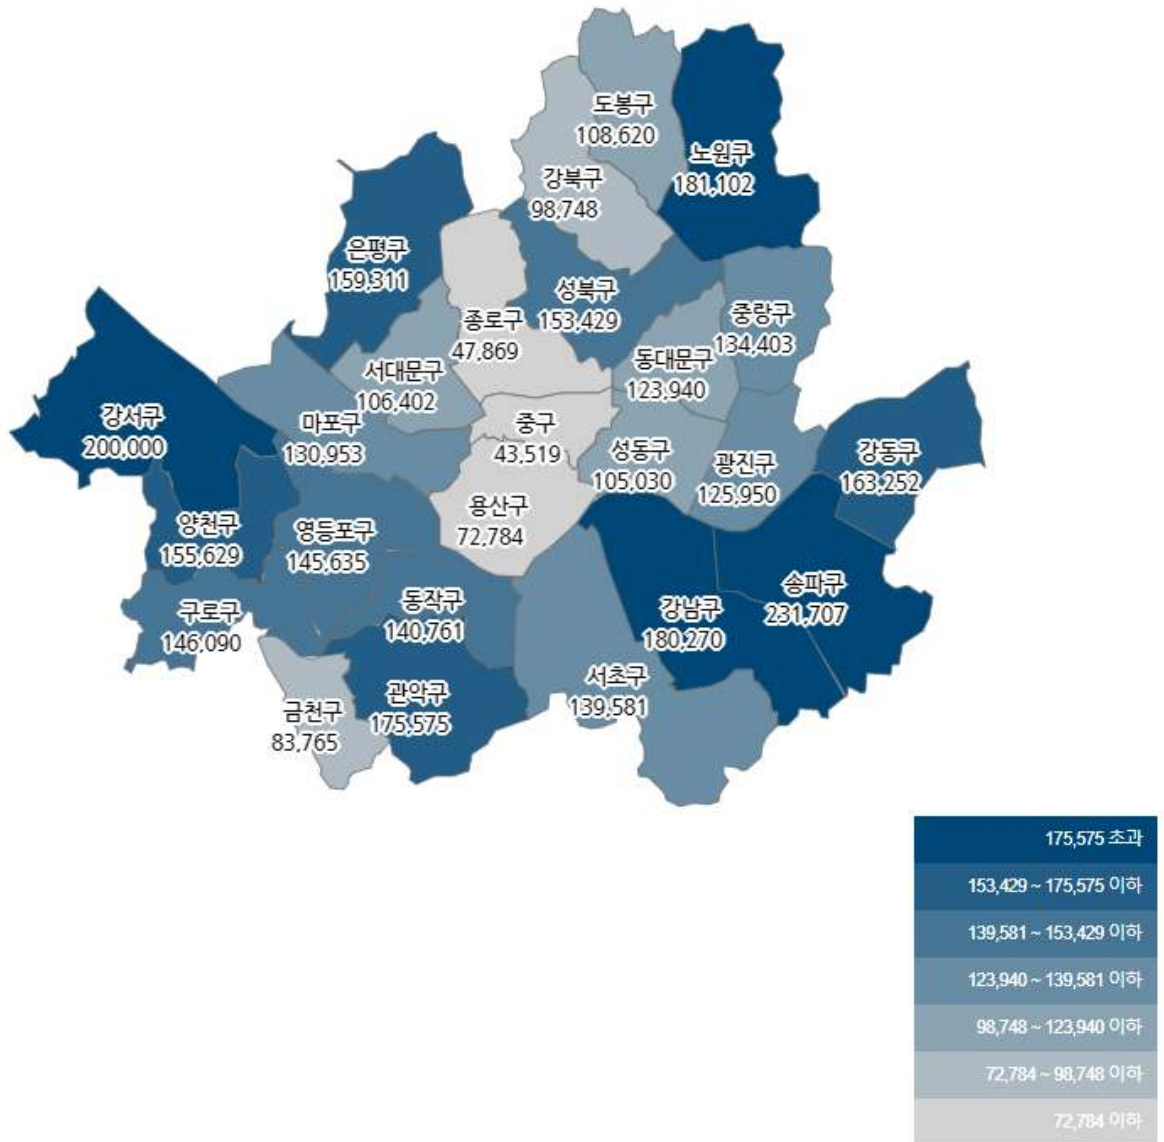 도봉구
108,620
노원구
181,102
강북구
98,748
은평구
159,311
성북구
153,429
중랑구
134,403
종로구
47,869
동대문구
123,940
서대문구
106,402
강서구
200,000
마포구
130,953
중구
43,519
성동구
105,030
광진구
125,950
강동구
163,252
용산구
72,784
양천구
155,629
영등포구
145,635
구로구
146,090
동작구
140,761
강남구
180,270
송파구
231,707
서초구
139,581
관악구
175,575
금천구
83,765
175,575 초과
153,429 ~ 175,575 이하
139,581 ~ 153,429 이하
123,940 ~ 139,581 이하
98,748 ~ 123,940 이하
72,784 ~ 98,748 이하
72,784 이하